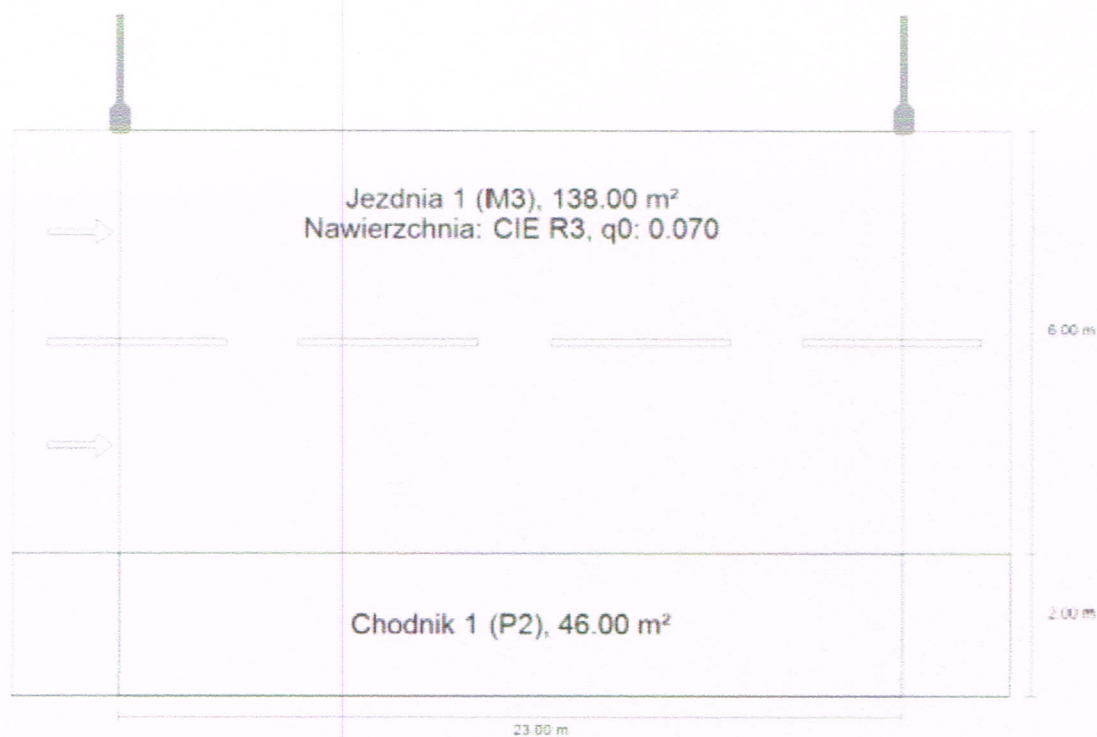 Jezdnia 1 (M3), 138.00 m²
Nawierzchnia: CIE R3, q0: 0.070
6.00 m
Chodnik 1 (P2), 46.00 m²
2.00 m
23.00 m